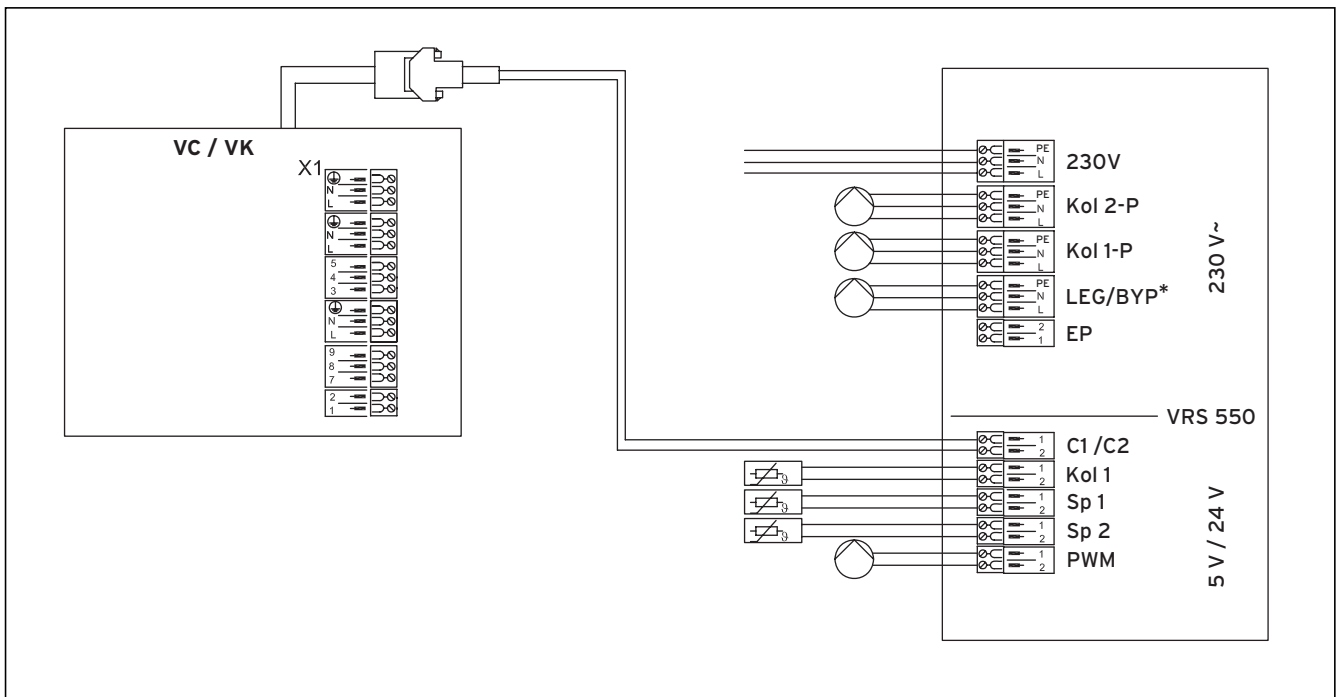 VC / VK
X1
N
L
N
L
5
4
3
N
L
9
8
7
2
1
PE
N
L
230V
PE
N
L
Kol 2-P
PE
N
L
Kol 1-P
PE
N
L
LEG/BYP*
2
1
EP
230 V~
VRS 550
1
2
C1 /C2
1
2
Kol 1
ϑ
1
2
Sp 1
ϑ
1
2
Sp 2
ϑ
1
2
PWM
5 V / 24 V